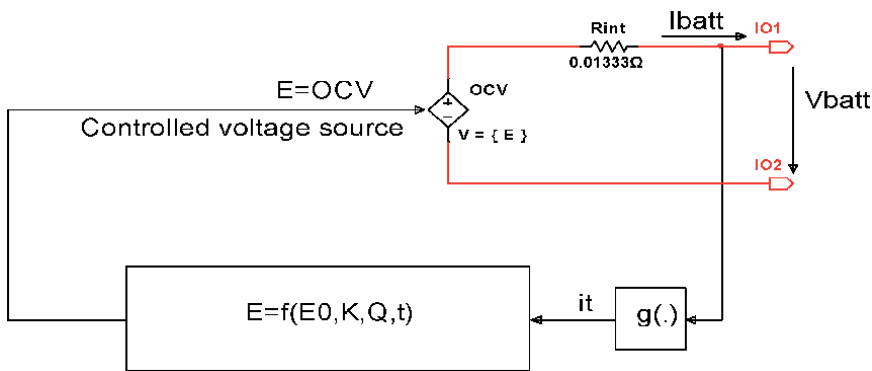 Ibatt
Rint
IO1
0.01333Ω
E=OCV
OCV
Vbatt
Controlled voltage source
V = { E }
IO2
E=f(E0,K,Q,t)
it
g(.)